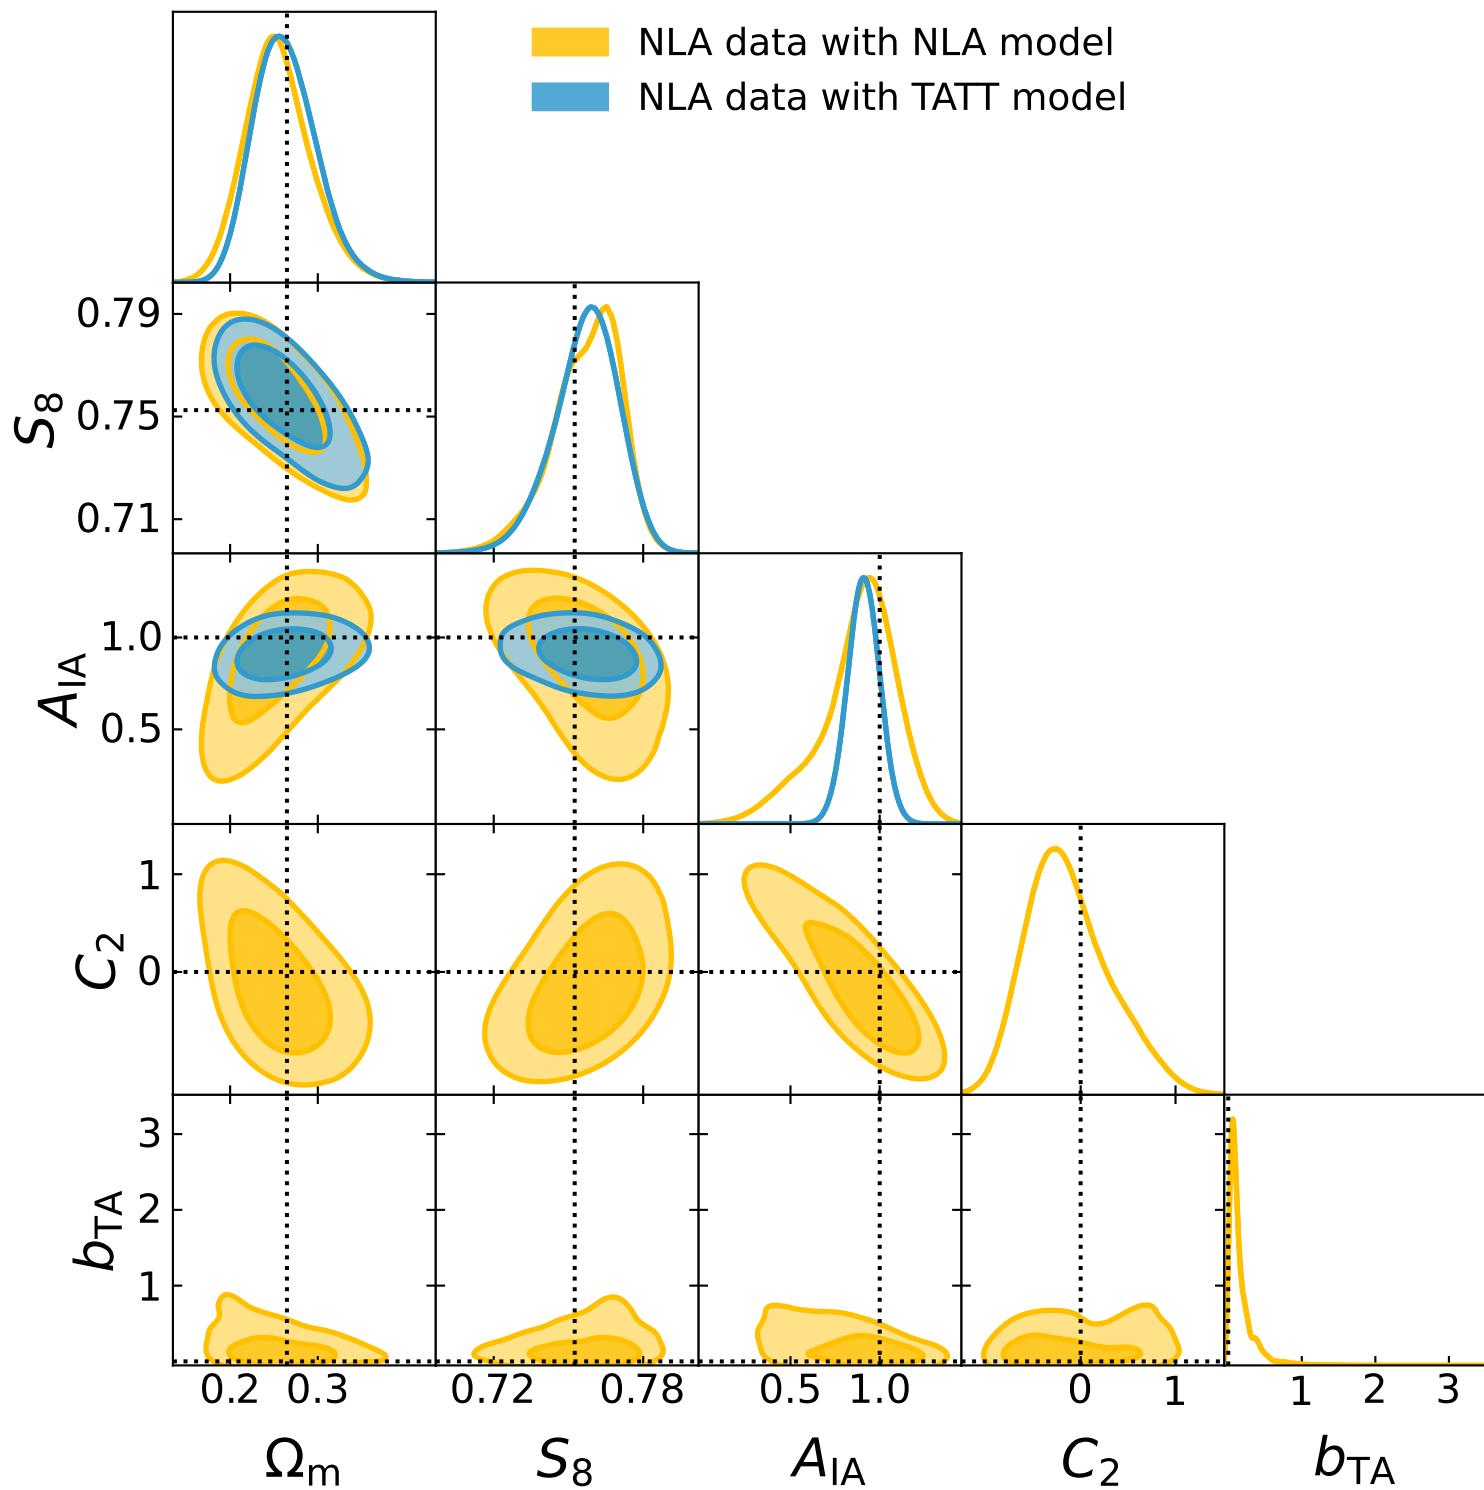 NLA data with NLA model
NLA data with TATT model
0.79
0.75
0.71
S8
1.0
0.5
AIA
1
0
C2
3
2
1
bTA
0.2 0.3 0.72 0.78 0.5 1.0 0 1 1 2 3
Ωm S8 AIA C2 bTA